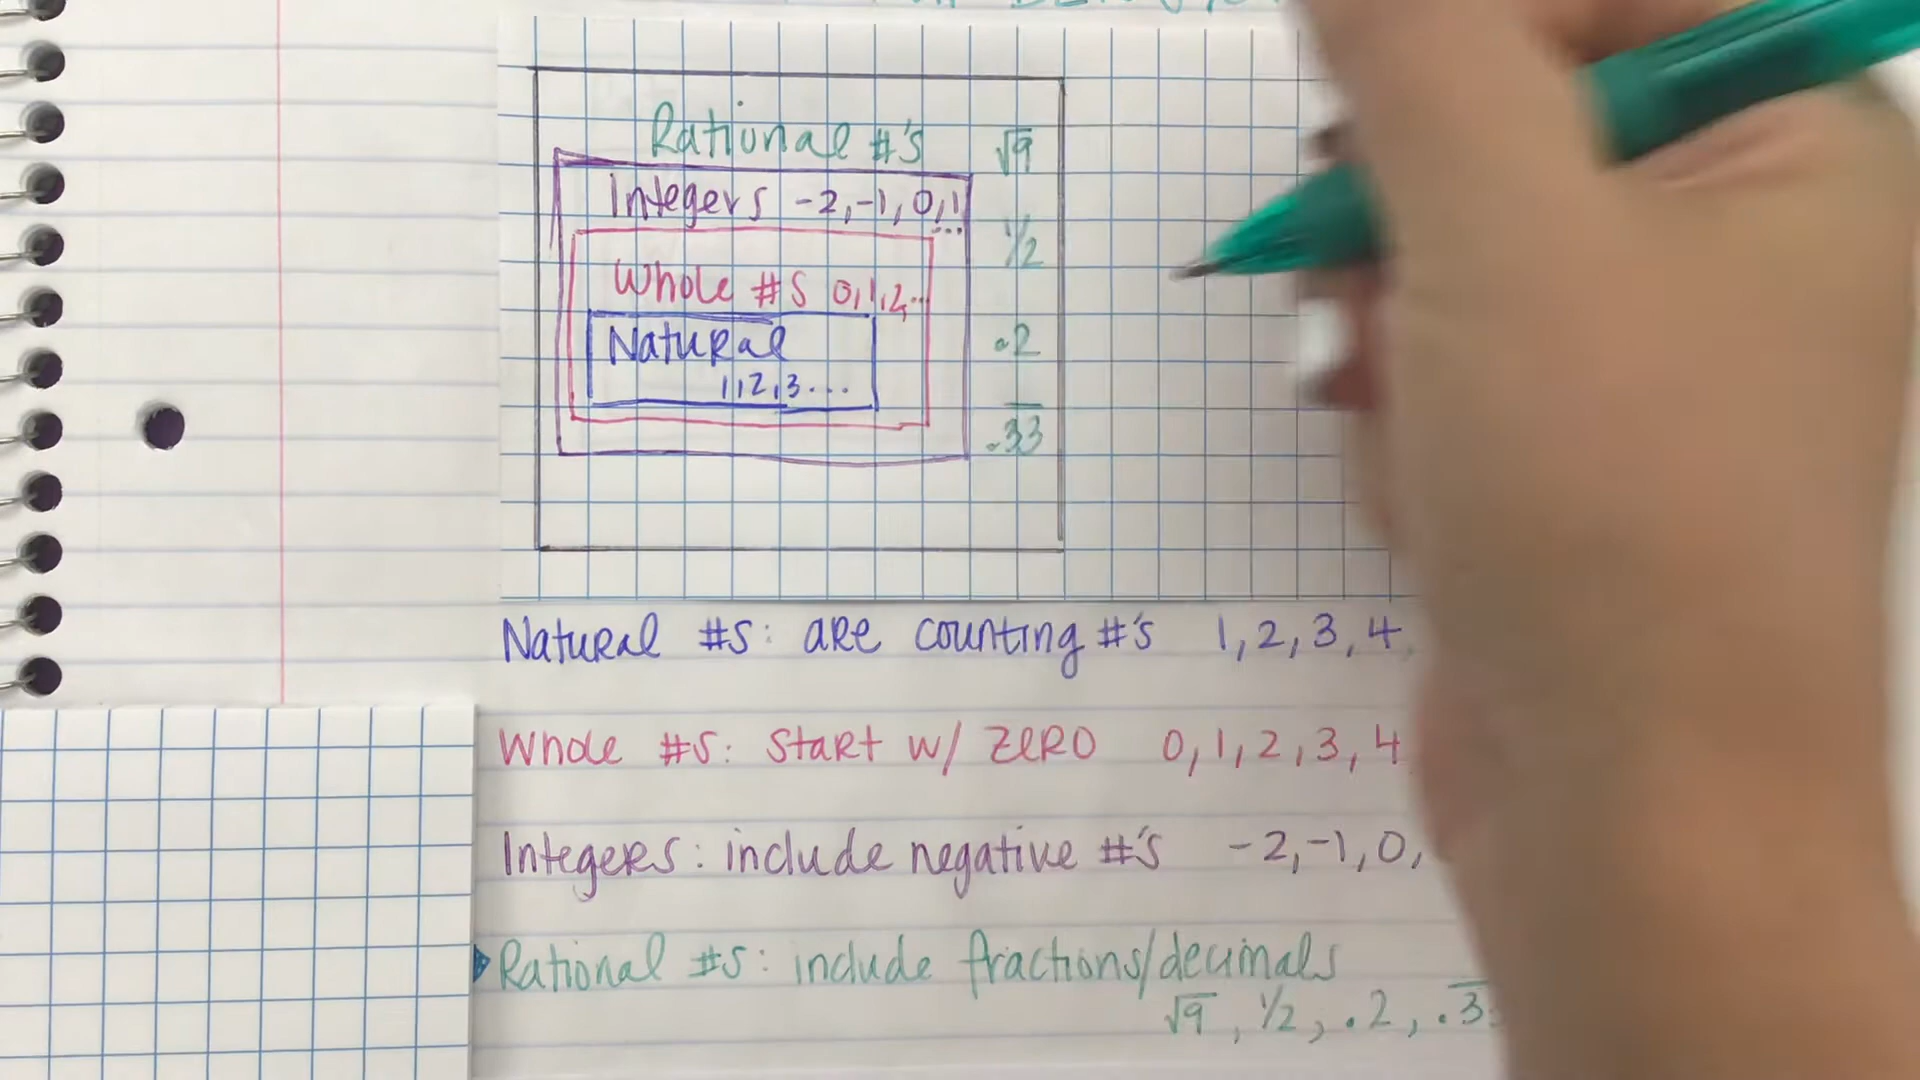 Rational #'s
√9
Integers -2,-1,0,1
...
1/2
Whole #s 0,1,2...
Natural
.2
1,2,3...
.33
Natural #s: are counting #'s 1,2,3,4
Whole #s: Start w/ zero 0,1,2,3,4
Integers: include negative #'s -2,-1,0,
Rational #s: include fractions/decimals
√9, 1/2, .2, .3